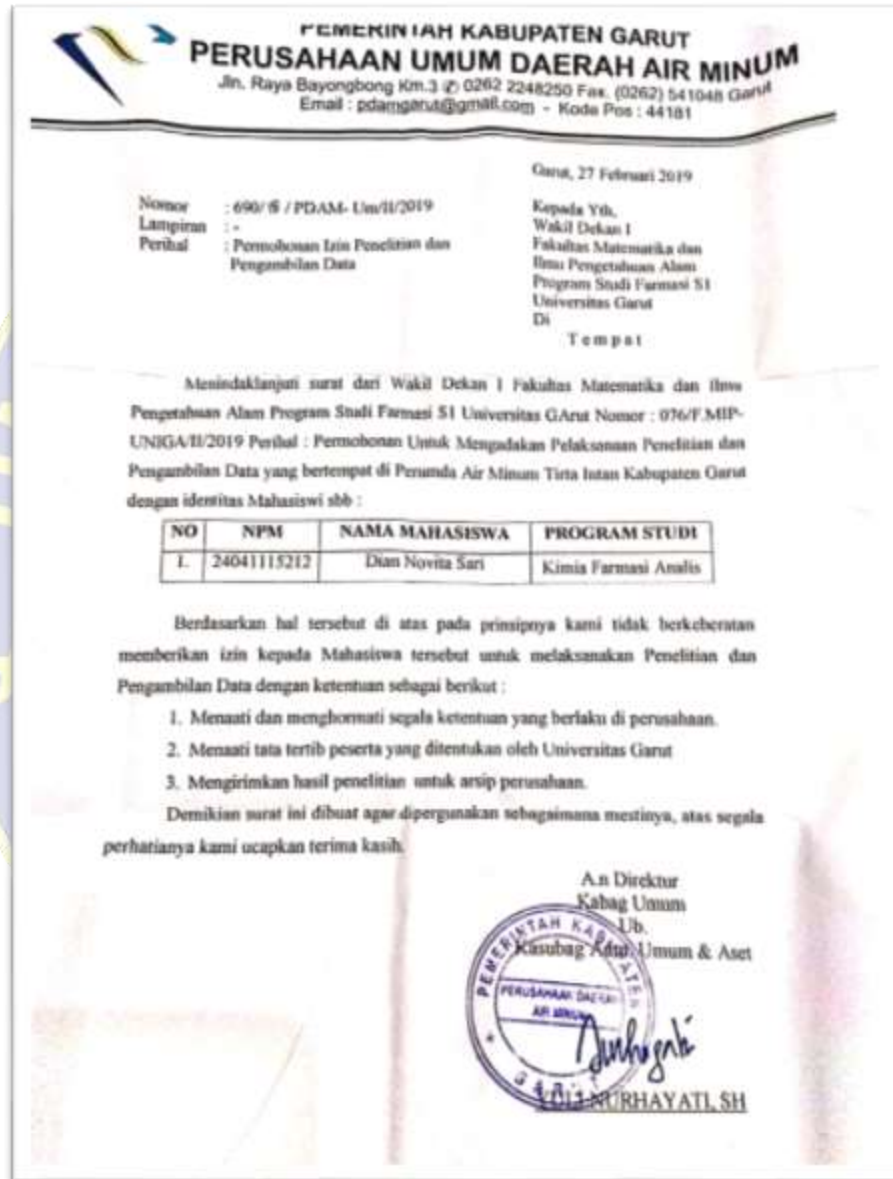 PEMERINTAH KABUPATEN GARUT
PERUSAHAAN UMUM DAERAH AIR MINUM
Jln. Raya Bayongbong Km.3 ✆ 0262 2248250 Fax. (0262) 541048 Garut
Email : pdamgarut@gmail.com - Kode Pos : 44181
Garut, 27 Februari 2019
Nomor : 690/ / PDAM- Um/II/2019
Lampiran : -
Perihal : Permohonan Izin Penelitian dan
Pengambilan Data
Kepada Yth,
Wakil Dekan I
Fakultas Matematika dan
Ilmu Pengetahuan Alam
Program Studi Farmasi S1
Universitas Garut
Di
Tempat
Menindaklanjuti surat dari Wakil Dekan I Fakultas Matematika dan Ilmu
Pengetahuan Alam Program Studi Farmasi S1 Universitas GArut Nomor : 076/F.MIP-
UNIGA/II/2019 Perihal : Permohonan Untuk Mengadakan Pelaksanaan Penelitian dan
Pengambilan Data yang bertempat di Perumda Air Minum Tirta Intan Kabupaten Garut
dengan identitas Mahasiswi sbb :
NO NPM NAMA MAHASISWA PROGRAM STUDI
1. 24041115212 Dian Novita Sari Kimia Farmasi Analis
Berdasarkan hal tersebut di atas pada prinsipnya kami tidak berkeberatan
memberikan izin kepada Mahasiswa tersebut untuk melaksanakan Penelitian dan
Pengambilan Data dengan ketentuan sebagai berikut :
1. Menaati dan menghormati segala ketentuan yang berlaku di perusahaan.
2. Menaati tata tertib peserta yang ditentukan oleh Universitas Garut
3. Mengirimkan hasil penelitian untuk arsip perusahaan.
Demikian surat ini dibuat agar dipergunakan sebagaimana mestinya, atas segala
perhatianya kami ucapkan terima kasih.
A.n Direktur
Kabag Umum
Ub.
Kasubag Adm. Umum & Aset
PEMERINTAH KABUPATEN
PERUSAHAAN DAERAH
AIR MINUM
GARUT
YULI NURHAYATI, SH